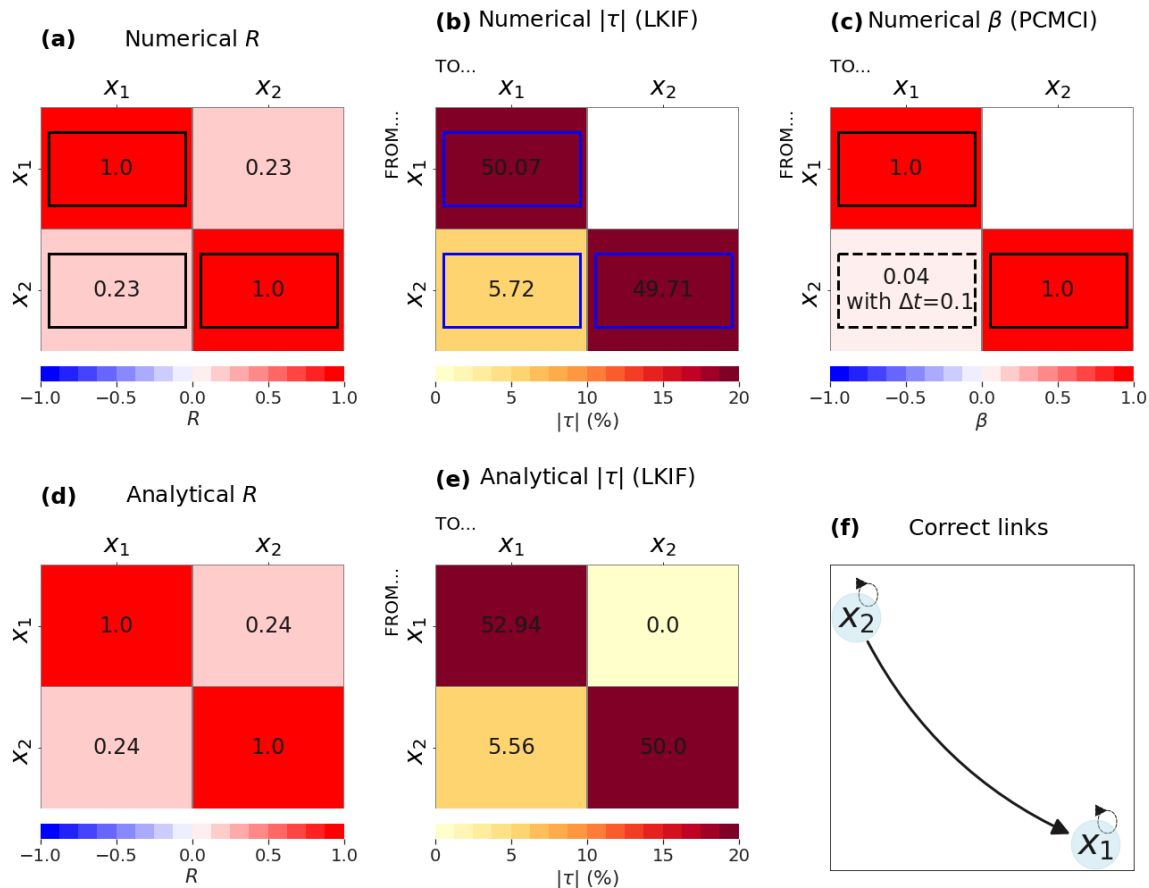 (a) Numerical R
x₁ x₂
x₁ 1.0 0.23
x₂ 0.23 1.0
−1.0 −0.5 0.0 0.5 1.0
R
(b) Numerical |τ| (LKIF)
TO...
x₁ x₂
FROM...
x₁ 50.07
x₂ 5.72 49.71
0 5 10 15 20
|τ| (%)
(c) Numerical β (PCMCI)
TO...
x₁ x₂
FROM...
x₁ 1.0
x₂ 0.04
with Δt=0.1
1.0
−1.0 −0.5 0.0 0.5 1.0
β
(d) Analytical R
x₁ x₂
x₁ 1.0 0.24
x₂ 0.24 1.0
−1.0 −0.5 0.0 0.5 1.0
R
(e) Analytical |τ| (LKIF)
TO...
x₁ x₂
FROM...
x₁ 52.94 0.0
x₂ 5.56 50.0
0 5 10 15 20
|τ| (%)
(f) Correct links
x₂
x₁